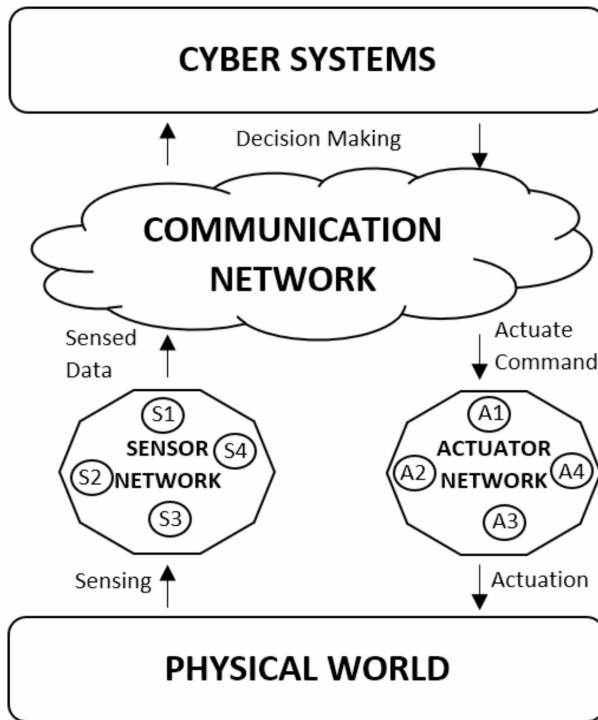 CYBER SYSTEMS
Decision Making
COMMUNICATION
NETWORK
Sensed
Data
Actuate
Command
S1
SENSOR
S4
S2
NETWORK
S3
A1
ACTUATOR
A2
NETWORK
A4
A3
Sensing
Actuation
PHYSICAL WORLD